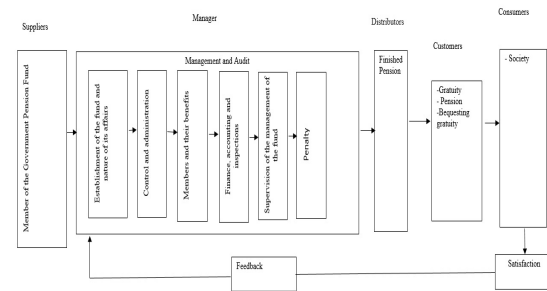 Suppliers
Manager
Distributors
Consumers
Customers
Member of the Government Pension Fund
Management and Audit
Establishment of the fund and
nature of its affairs
Control and administration
Members and their benefits
Finance, accounting and
inspections
Supervision of the management of
the fund
Penalty
Finished
Pension
-Gratuity
- Pension
-Bequesting
gratuity
- Society
Feedback
Satisfaction